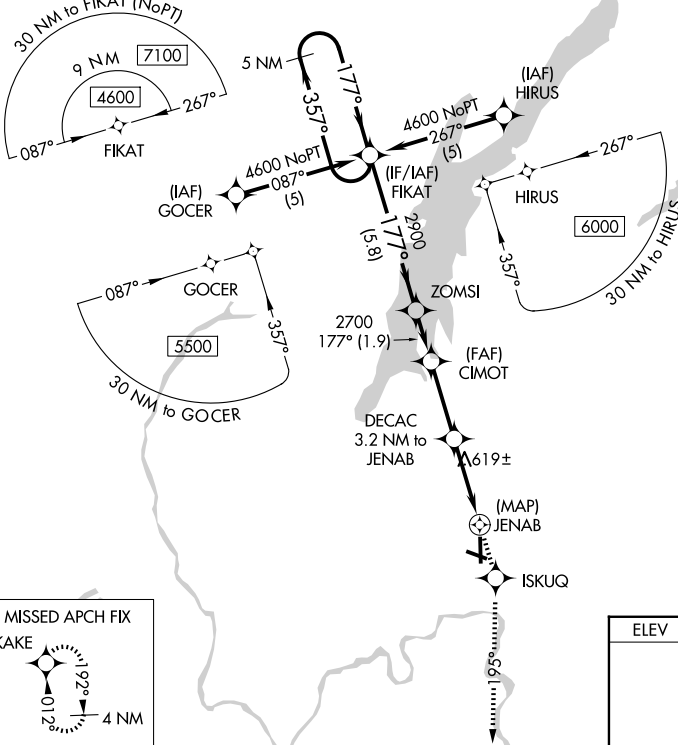 30 NM to FIKAT (NoPT)
7100
9 NM
4600
087°
267°
FIKAT
5 NM
177°
357°
(IAF)
HIRUS
4600 NoPT
267°
(5)
4600 NoPT
087°
(5)
(IAF)
GOCER
(IF/IAF)
FIKAT
267°
HIRUS
6000
357°
30 NM to HIRUS
2900
177°
(5.8)
087°
GOCER
357°
5500
30 NM to GOCER
ZOMSI
2700
177° (1.9)
(FAF)
CIMOT
DECAC
3.2 NM to
JENAB
619±
(MAP)
JENAB
ISKUQ
195°
MISSED APCH FIX
KAKE
192°
012°
4 NM
ELEV